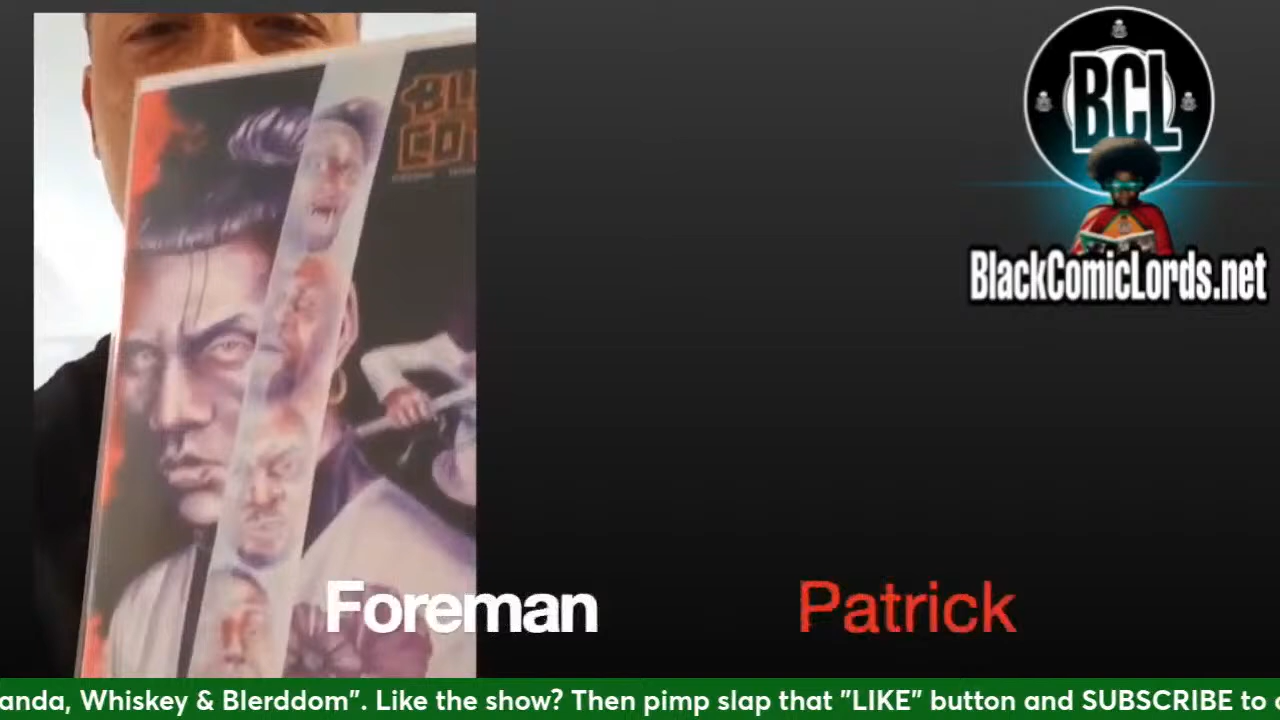 BCL
BlackComicLords.net
Foreman
Patrick
anda, Whiskey & Blerddom”. Like the show? Then pimp slap that ”LIKE” button and SUBSCRIBE to